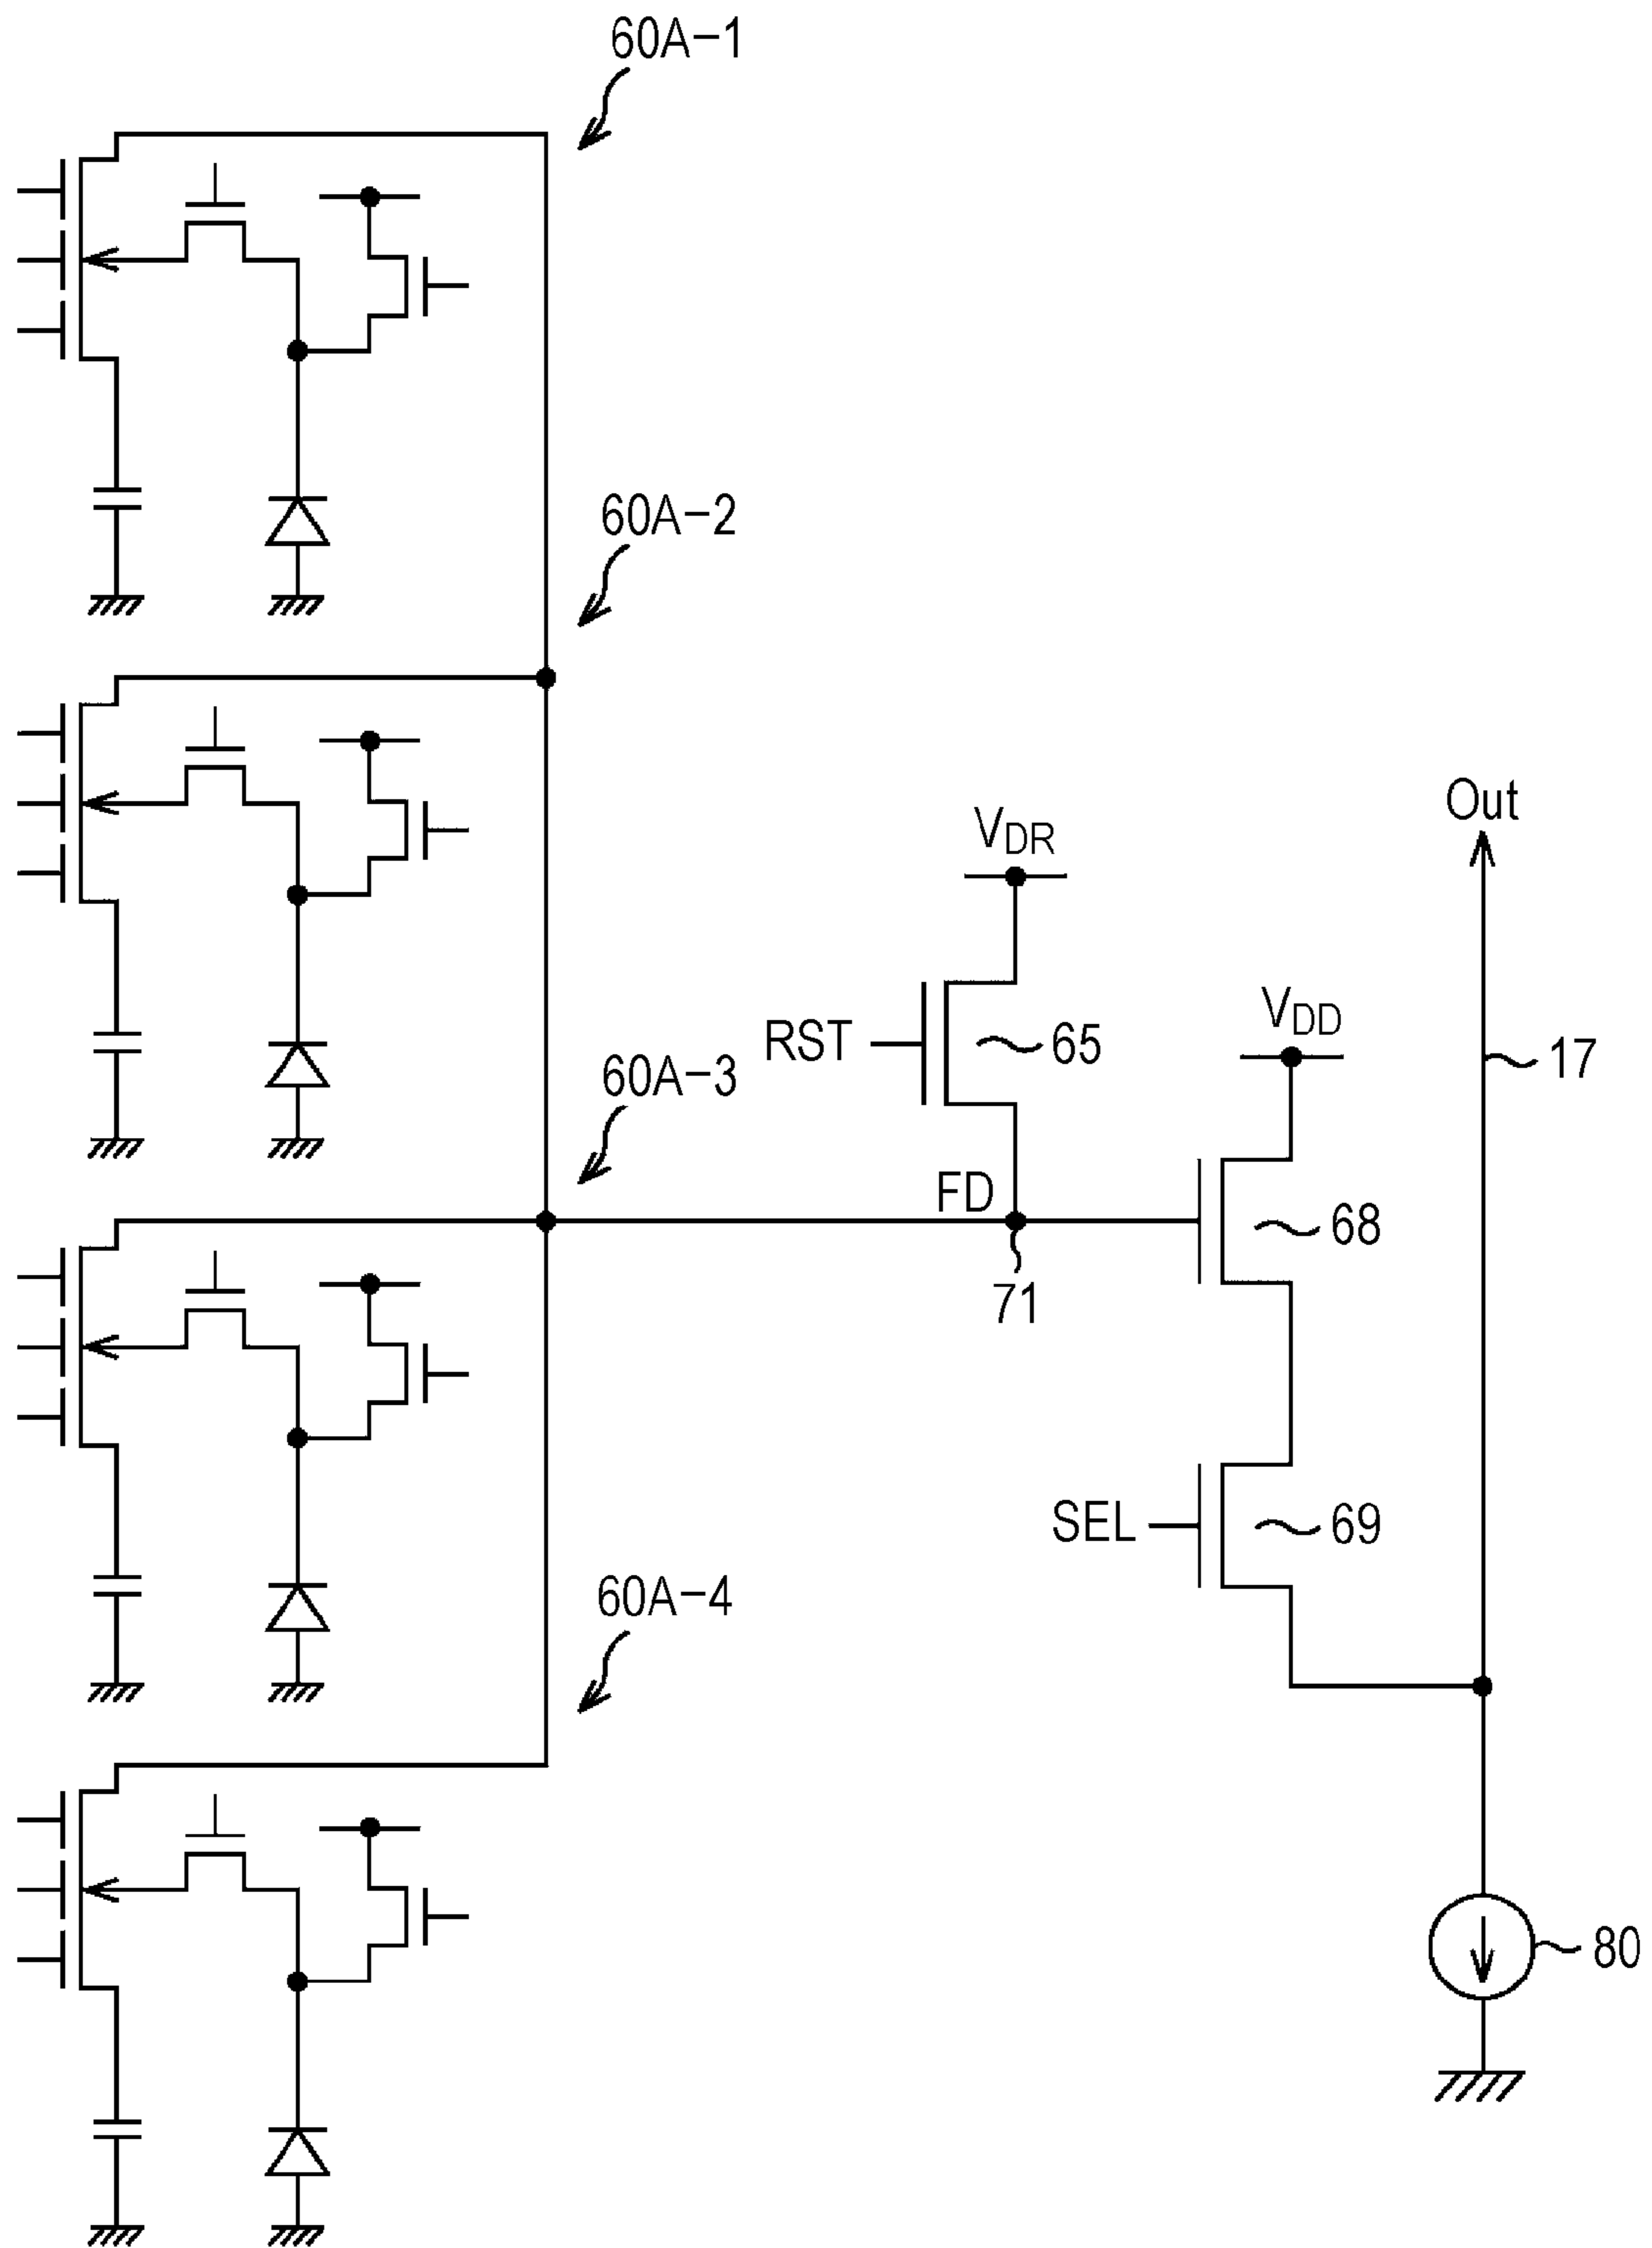 60A-1
60A-2
Out
VDR
VDD
RST
65
17
60A-3
FD
68
71
SEL
69
60A-4
80